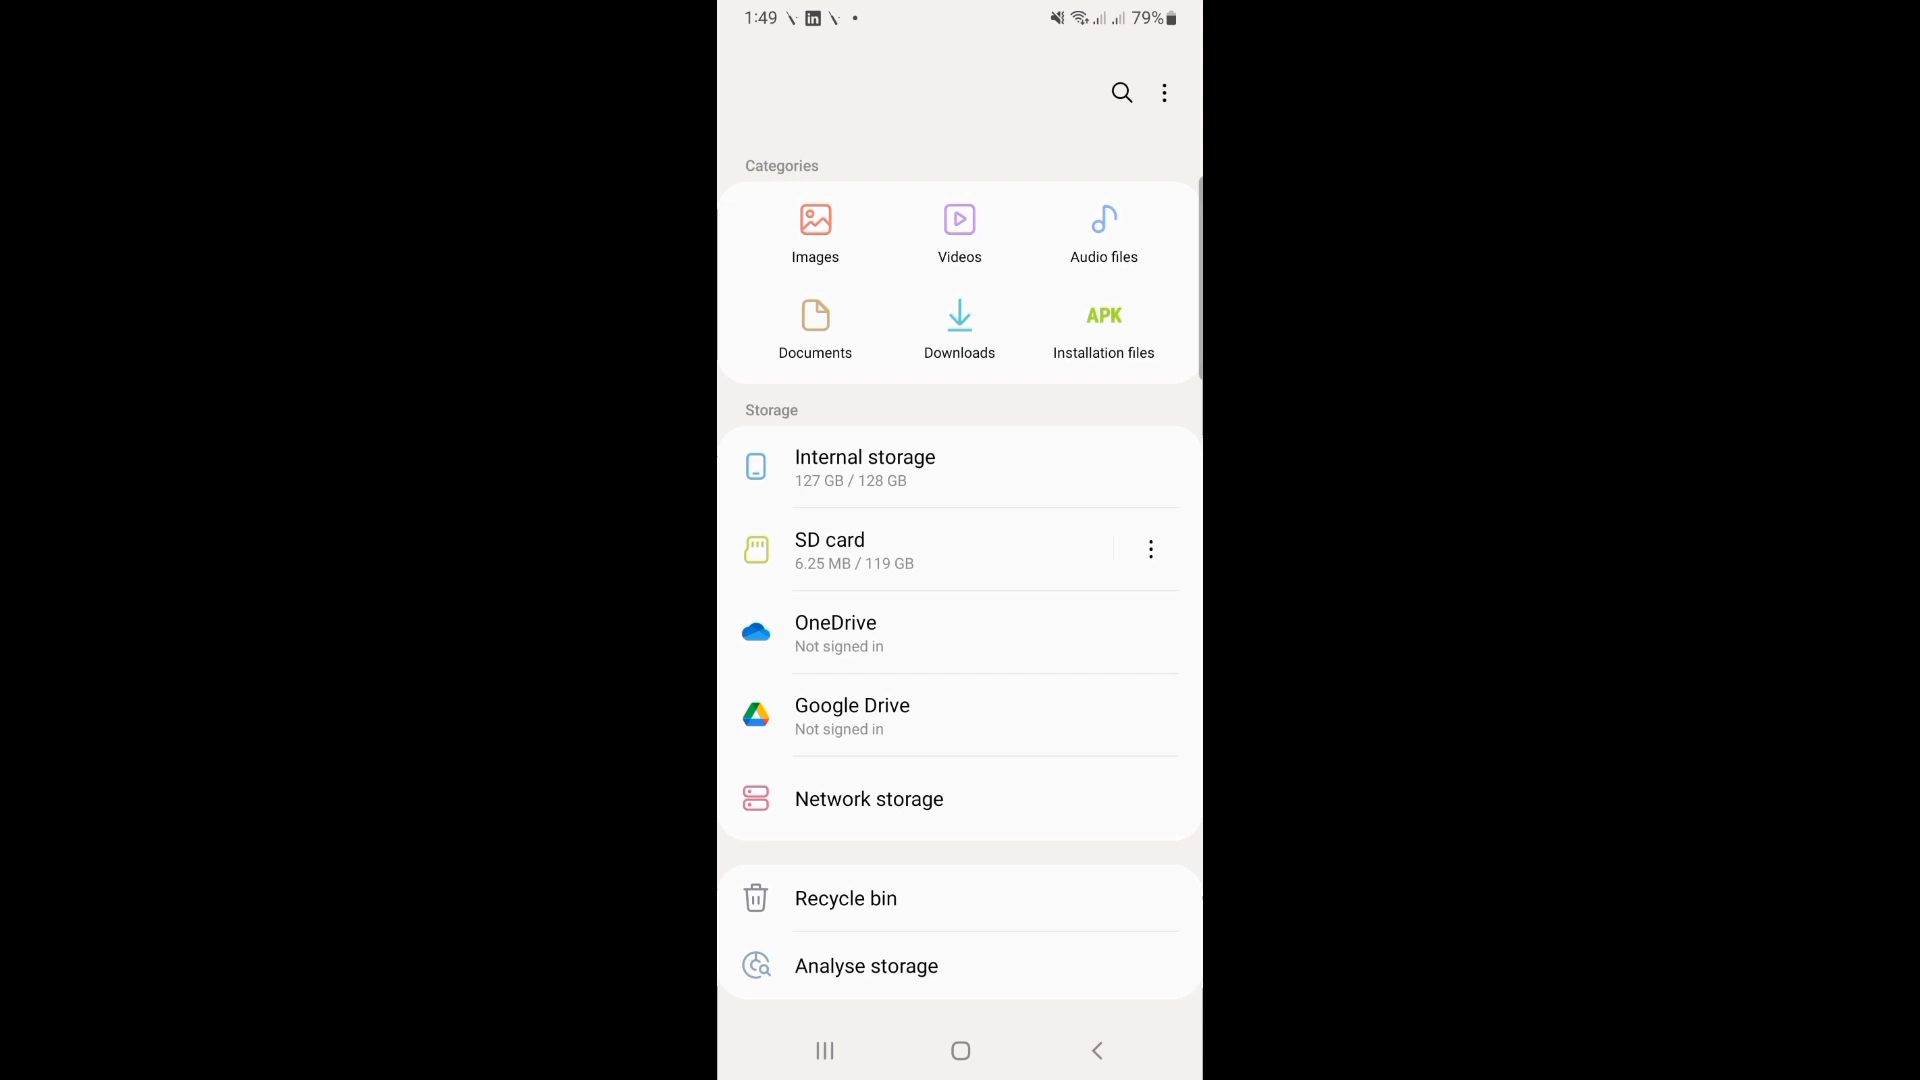 1:49
in
79%
Categories
Images
Videos
Audio files
Documents
Downloads
APK
Installation files
Storage
Internal storage
127 GB / 128 GB
SD card
6.25 MB / 119 GB
OneDrive
Not signed in
Google Drive
Not signed in
Network storage
Recycle bin
Analyse storage